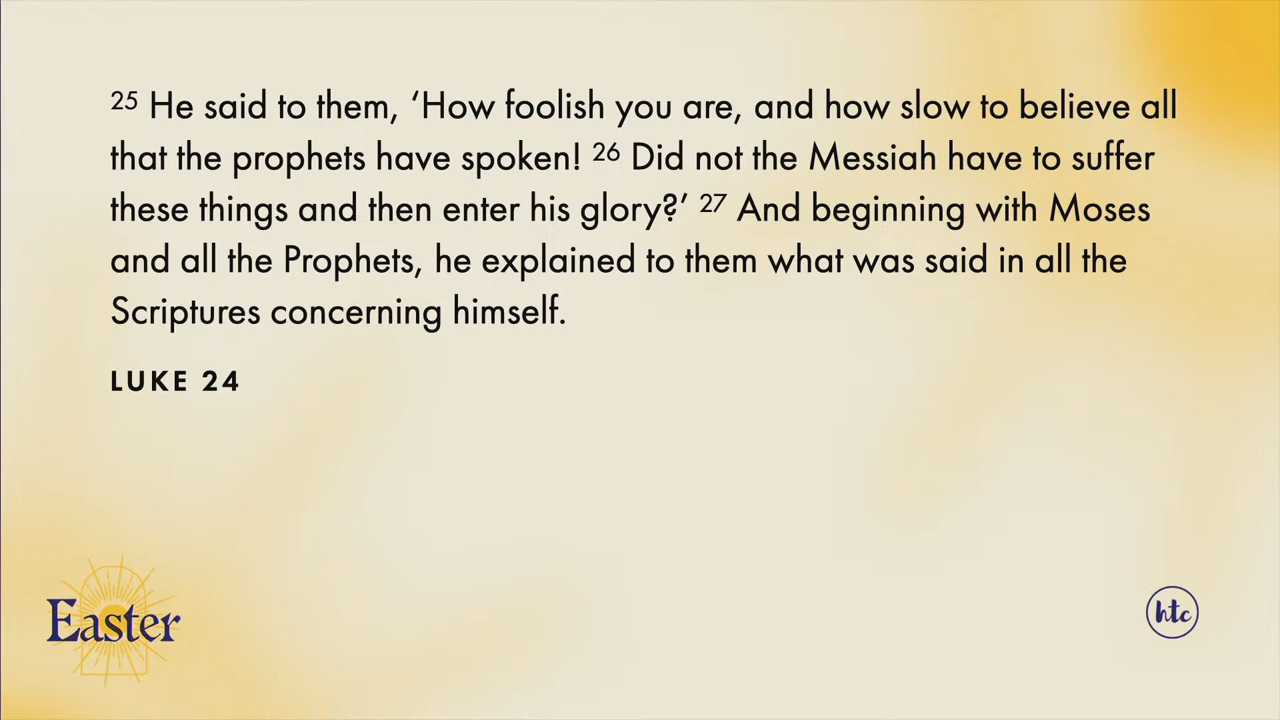 25 He said to them, ‘How foolish you are, and how slow to believe all
that the prophets have spoken! 26 Did not the Messiah have to suffer
these things and then enter his glory?’ 27 And beginning with Moses
and all the Prophets, he explained to them what was said in all the
Scriptures concerning himself.
LUKE 24
Easter
htc